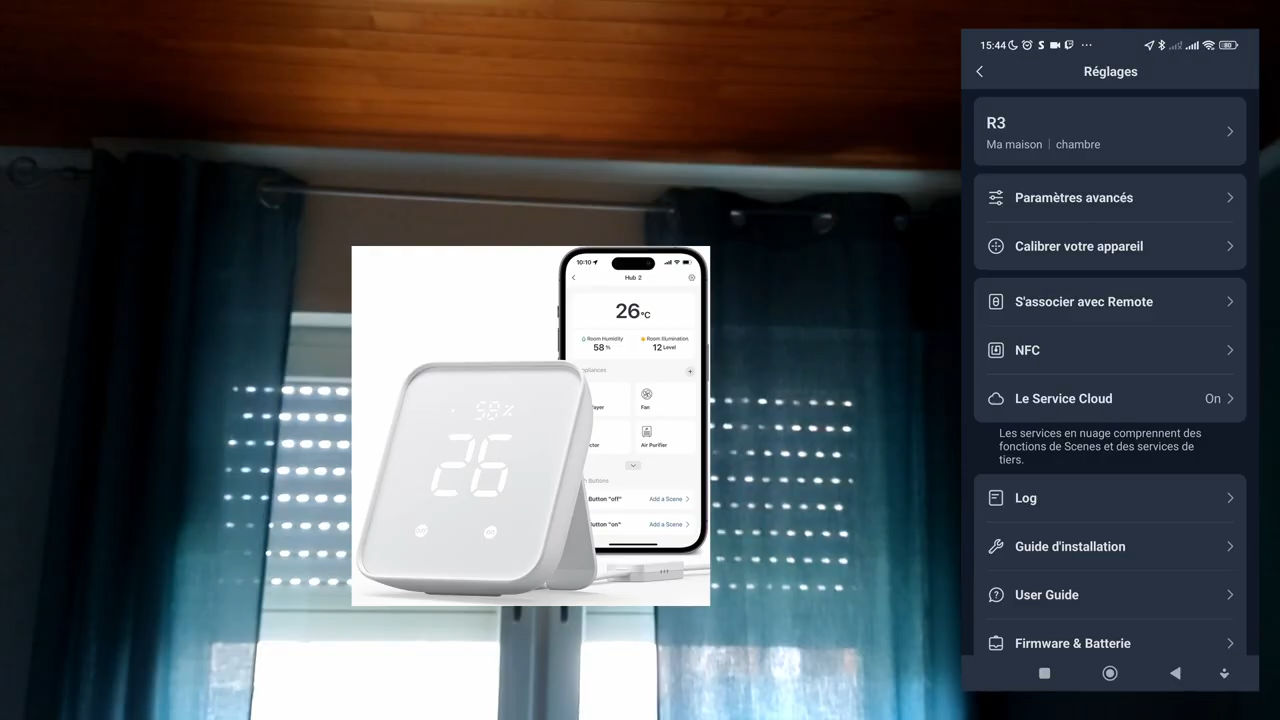 10:10
Hub 2
26°C
Room Humidity
Room Illumination
58 %
12 Level
Fan
Air Purifier
Buttons
Button "off"
Add a Scene
Button "on"
Add a Scene
58%
26
15:44
80
Réglages
R3
Ma maison | chambre
Paramètres avancés
Calibrer votre appareil
S'associer avec Remote
NFC
Le Service Cloud
On
Les services en nuage comprennent des
fonctions de Scenes et des services de
tiers.
Log
Guide d'installation
User Guide
Firmware & Batterie